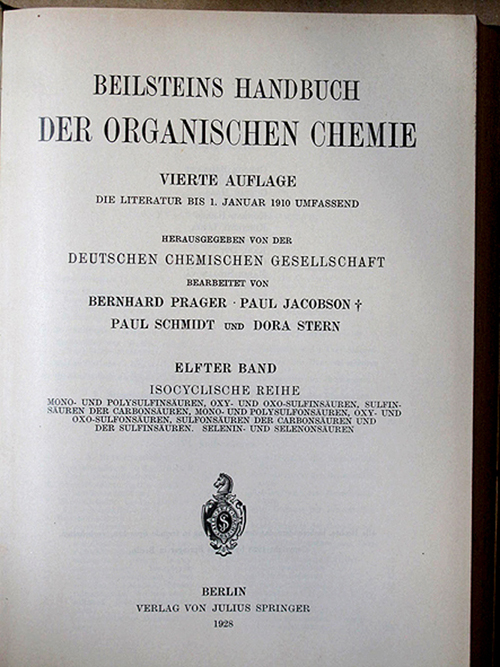 BEILSTEINS HANDBUCH
DER ORGANISCHEN CHEMIE
VIERTE AUFLAGE
DIE LITERATUR BIS 1. JANUAR 1910 UMFASSEND
HERAUSGEGEBEN VON DER
DEUTSCHEN CHEMISCHEN GESELLSCHAFT
BEARBEITET VON
BERNHARD PRAGER · PAUL JACOBSON †
PAUL SCHMIDT UND DORA STERN
ELFTER BAND
ISOCYCLISCHE REIHE
MONO- UND POLYSULFINSÄUREN, OXY- UND OXO-SULFINSÄUREN, SULFIN-
SÄUREN DER CARBONSÄUREN, MONO- UND POLYSULFONSÄUREN, OXY- UND
OXO-SULFONSÄUREN, SULFONSÄUREN DER CARBONSÄUREN UND
DER SULFINSÄUREN. SELENIN- UND SELENONSÄUREN
BERLIN
VERLAG VON JULIUS SPRINGER
1928